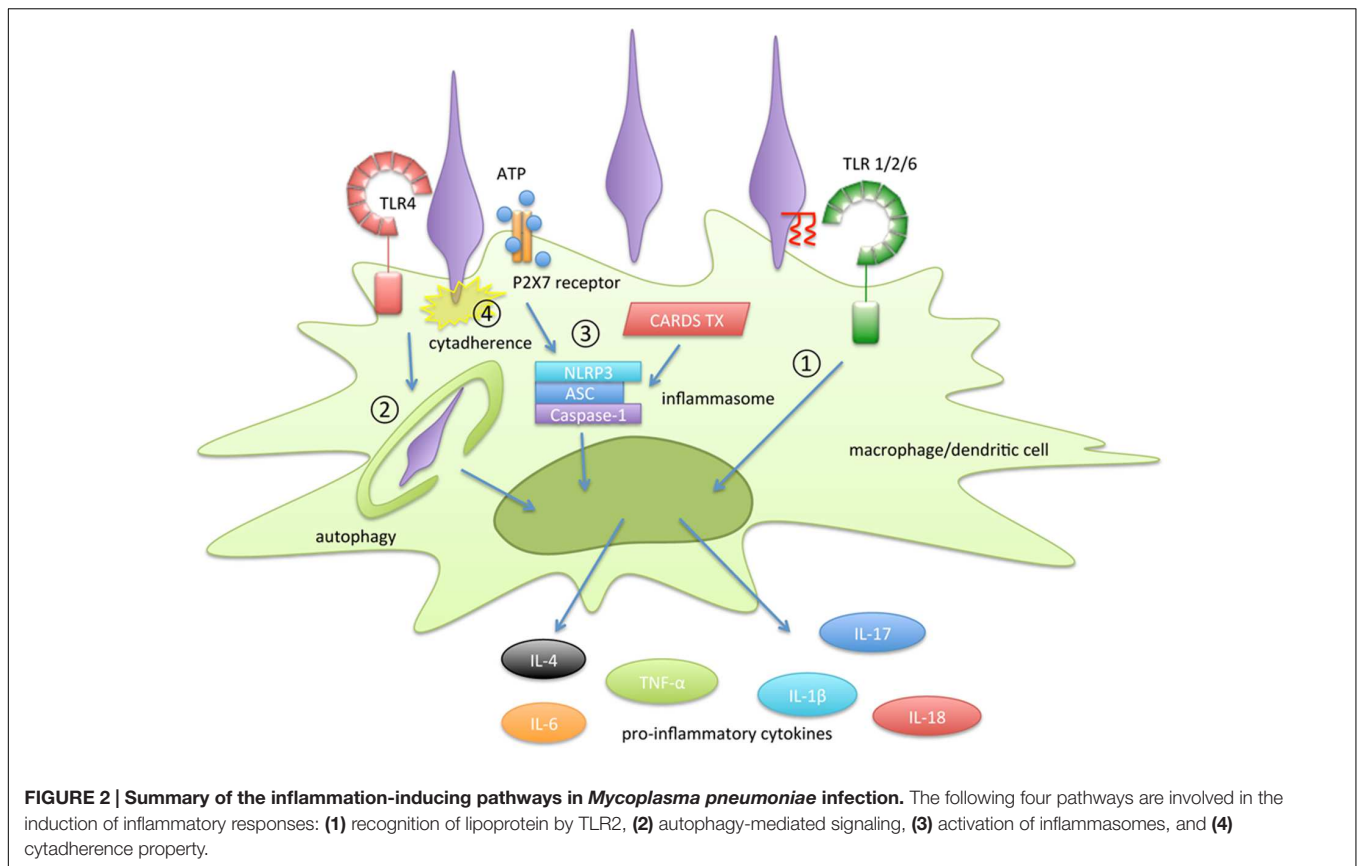 TLR 1/2/6
ATP
TLR4
P2X7 receptor
④
cytadherence
③
CARDS TX
①
NLRP3
ASC
Caspase-1
inflammasome
②
macrophage/dendritic cell
autophagy
IL-17
IL-4
TNF-α
IL-1β
IL-6
IL-18
pro-inflammatory cytokines
FIGURE 2 | Summary of the inflammation-inducing pathways in Mycoplasma pneumoniae infection. The following four pathways are involved in the
induction of inflammatory responses: (1) recognition of lipoprotein by TLR2, (2) autophagy-mediated signaling, (3) activation of inflammasomes, and (4)
cytadherence property.